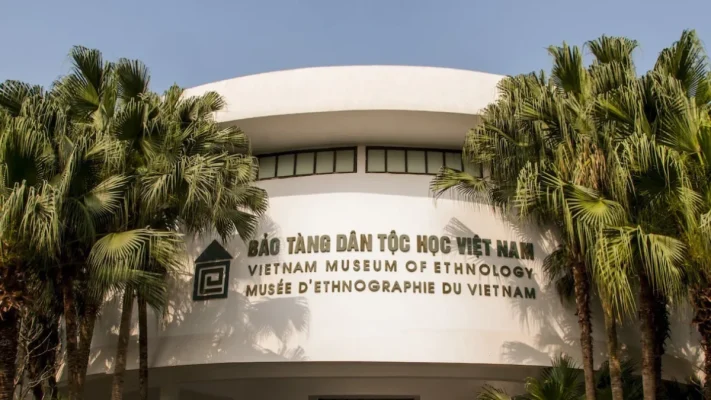 BẢO TÀNG DÂN TỘC HỌC VIỆT NAM
VIETNAM MUSEUM OF ETHNOLOGY
MUSÉE D'ETHNOGRAPHIE DU VIETNAM